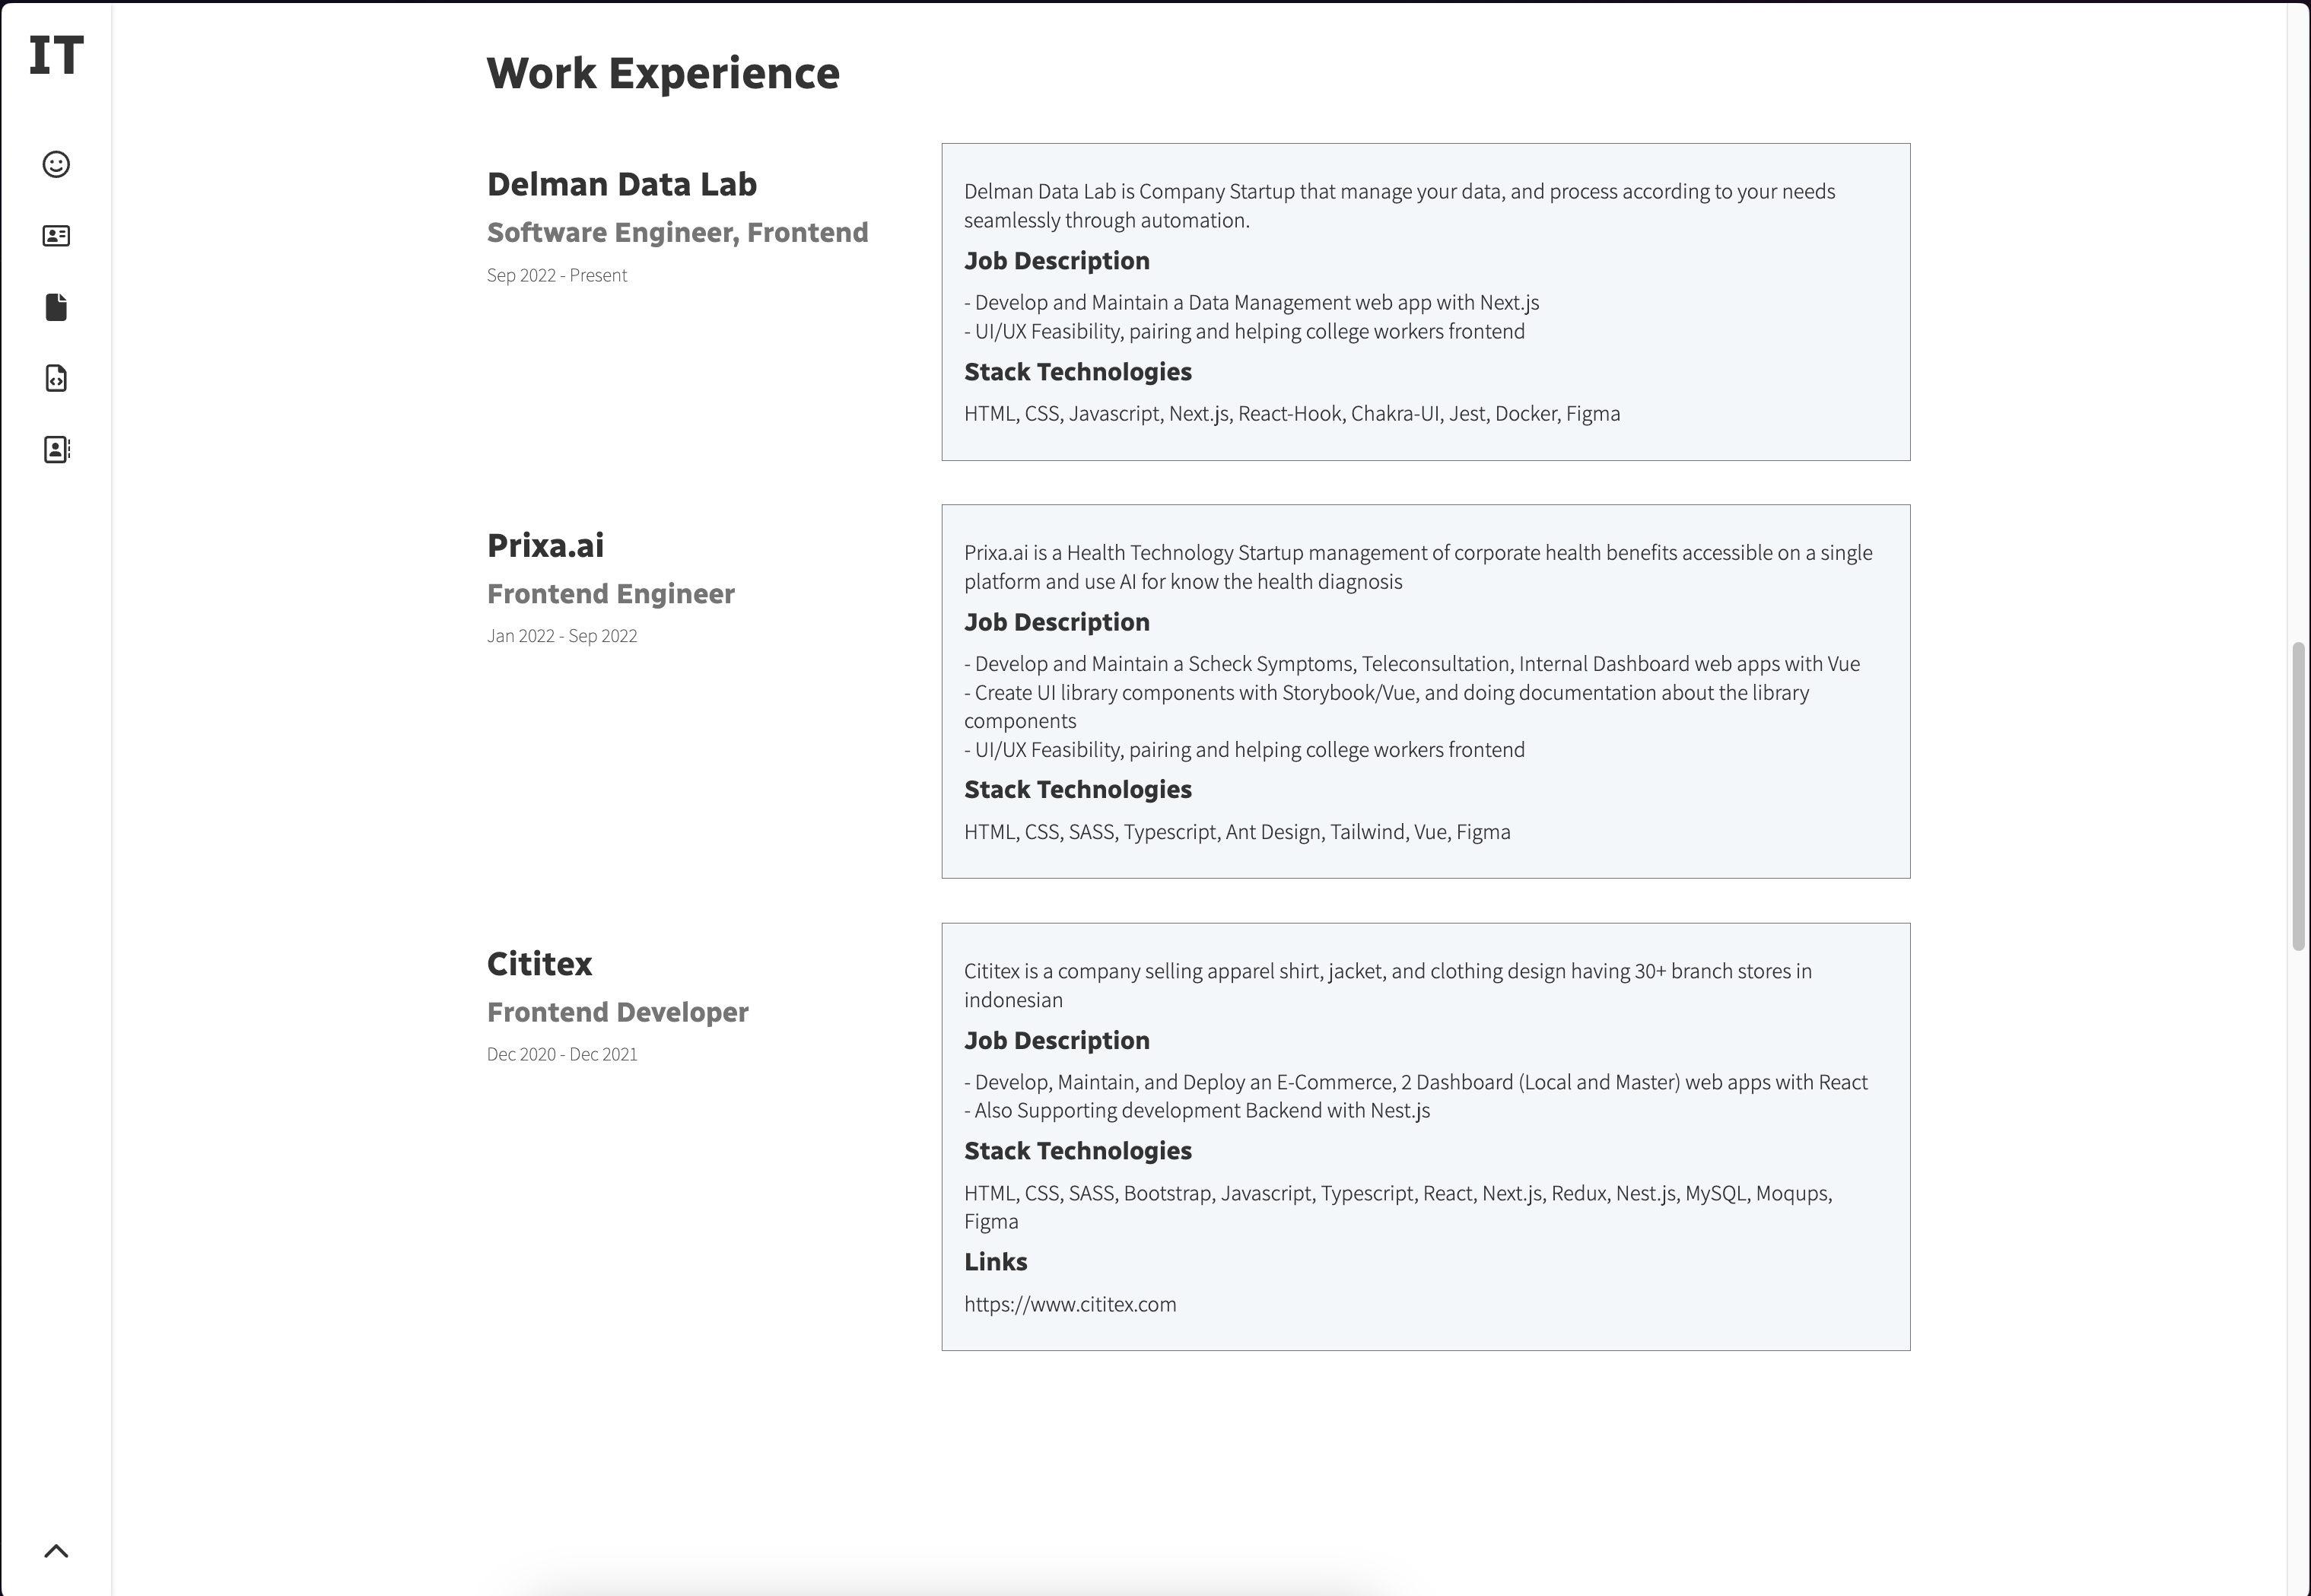 IT
Work Experience
Delman Data Lab
Software Engineer, Frontend
Sep 2022 - Present
Delman Data Lab is Company Startup that manage your data, and process according to your needs
seamlessly through automation.
Job Description
- Develop and Maintain a Data Management web app with Next.js
- UI/UX Feasibility, pairing and helping college workers frontend
Stack Technologies
HTML, CSS, Javascript, Next.js, React-Hook, Chakra-UI, Jest, Docker, Figma
Prixa.ai
Frontend Engineer
Jan 2022 - Sep 2022
Prixa.ai is a Health Technology Startup management of corporate health benefits accessible on a single
platform and use AI for know the health diagnosis
Job Description
- Develop and Maintain a Scheck Symptoms, Teleconsultation, Internal Dashboard web apps with Vue
- Create UI library components with Storybook/Vue, and doing documentation about the library
components
- UI/UX Feasibility, pairing and helping college workers frontend
Stack Technologies
HTML, CSS, SASS, Typescript, Ant Design, Tailwind, Vue, Figma
Cititex
Frontend Developer
Dec 2020 - Dec 2021
Cititex is a company selling apparel shirt, jacket, and clothing design having 30+ branch stores in
indonesian
Job Description
- Develop, Maintain, and Deploy an E-Commerce, 2 Dashboard (Local and Master) web apps with React
- Also Supporting development Backend with Nest.js
Stack Technologies
HTML, CSS, SASS, Bootstrap, Javascript, Typescript, React, Next.js, Redux, Nest.js, MySQL, Moqups,
Figma
Links
https://www.cititex.com